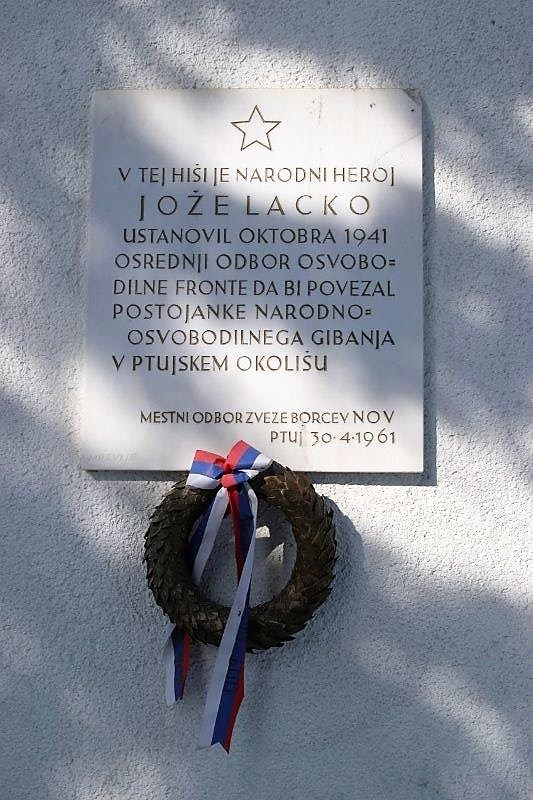 V TEJ HIŠI JE NARODNI HEROJ
JOŽE LACKO
USTANOVIL OKTOBRA 1941
OSREDNJI ODBOR OSVOBO=
DILNE FRONTE DA BI POVEZAL
POSTOJANKE NARODNO=
OSVOBODILNEGA GIBANJA
V PTUJSKEM OKOLIŠU
MESTNI ODBOR ZVEZE BORCEV NOV
PTUJ 30·4·1961